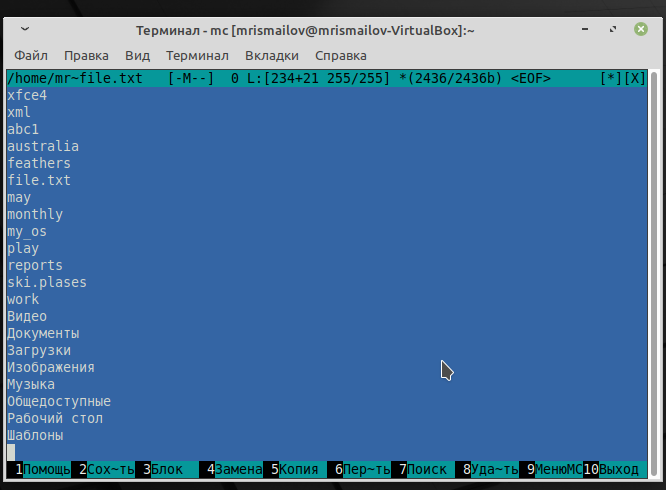 Терминал - mc [mrismailov@mrismailov-VirtualBox]:~
Файл Правка Вид Терминал Вкладки Справка
/home/mr~file.txt [-M--] 0 L:[234+21 255/255] *(2436/2436b) <EOF> [*][X]
xfce4
xml
abc1
australia
feathers
file.txt
may
monthly
my_os
play
reports
ski.plases
work
Видео
Документы
Загрузки
Изображения
Музыка
Общедоступные
Рабочий стол
Шаблоны
1Помощь 2Сох~ть 3Блок 4Замена 5Копия 6Пер~ть 7Поиск 8Уда~ть 9МенюMC 10Выход